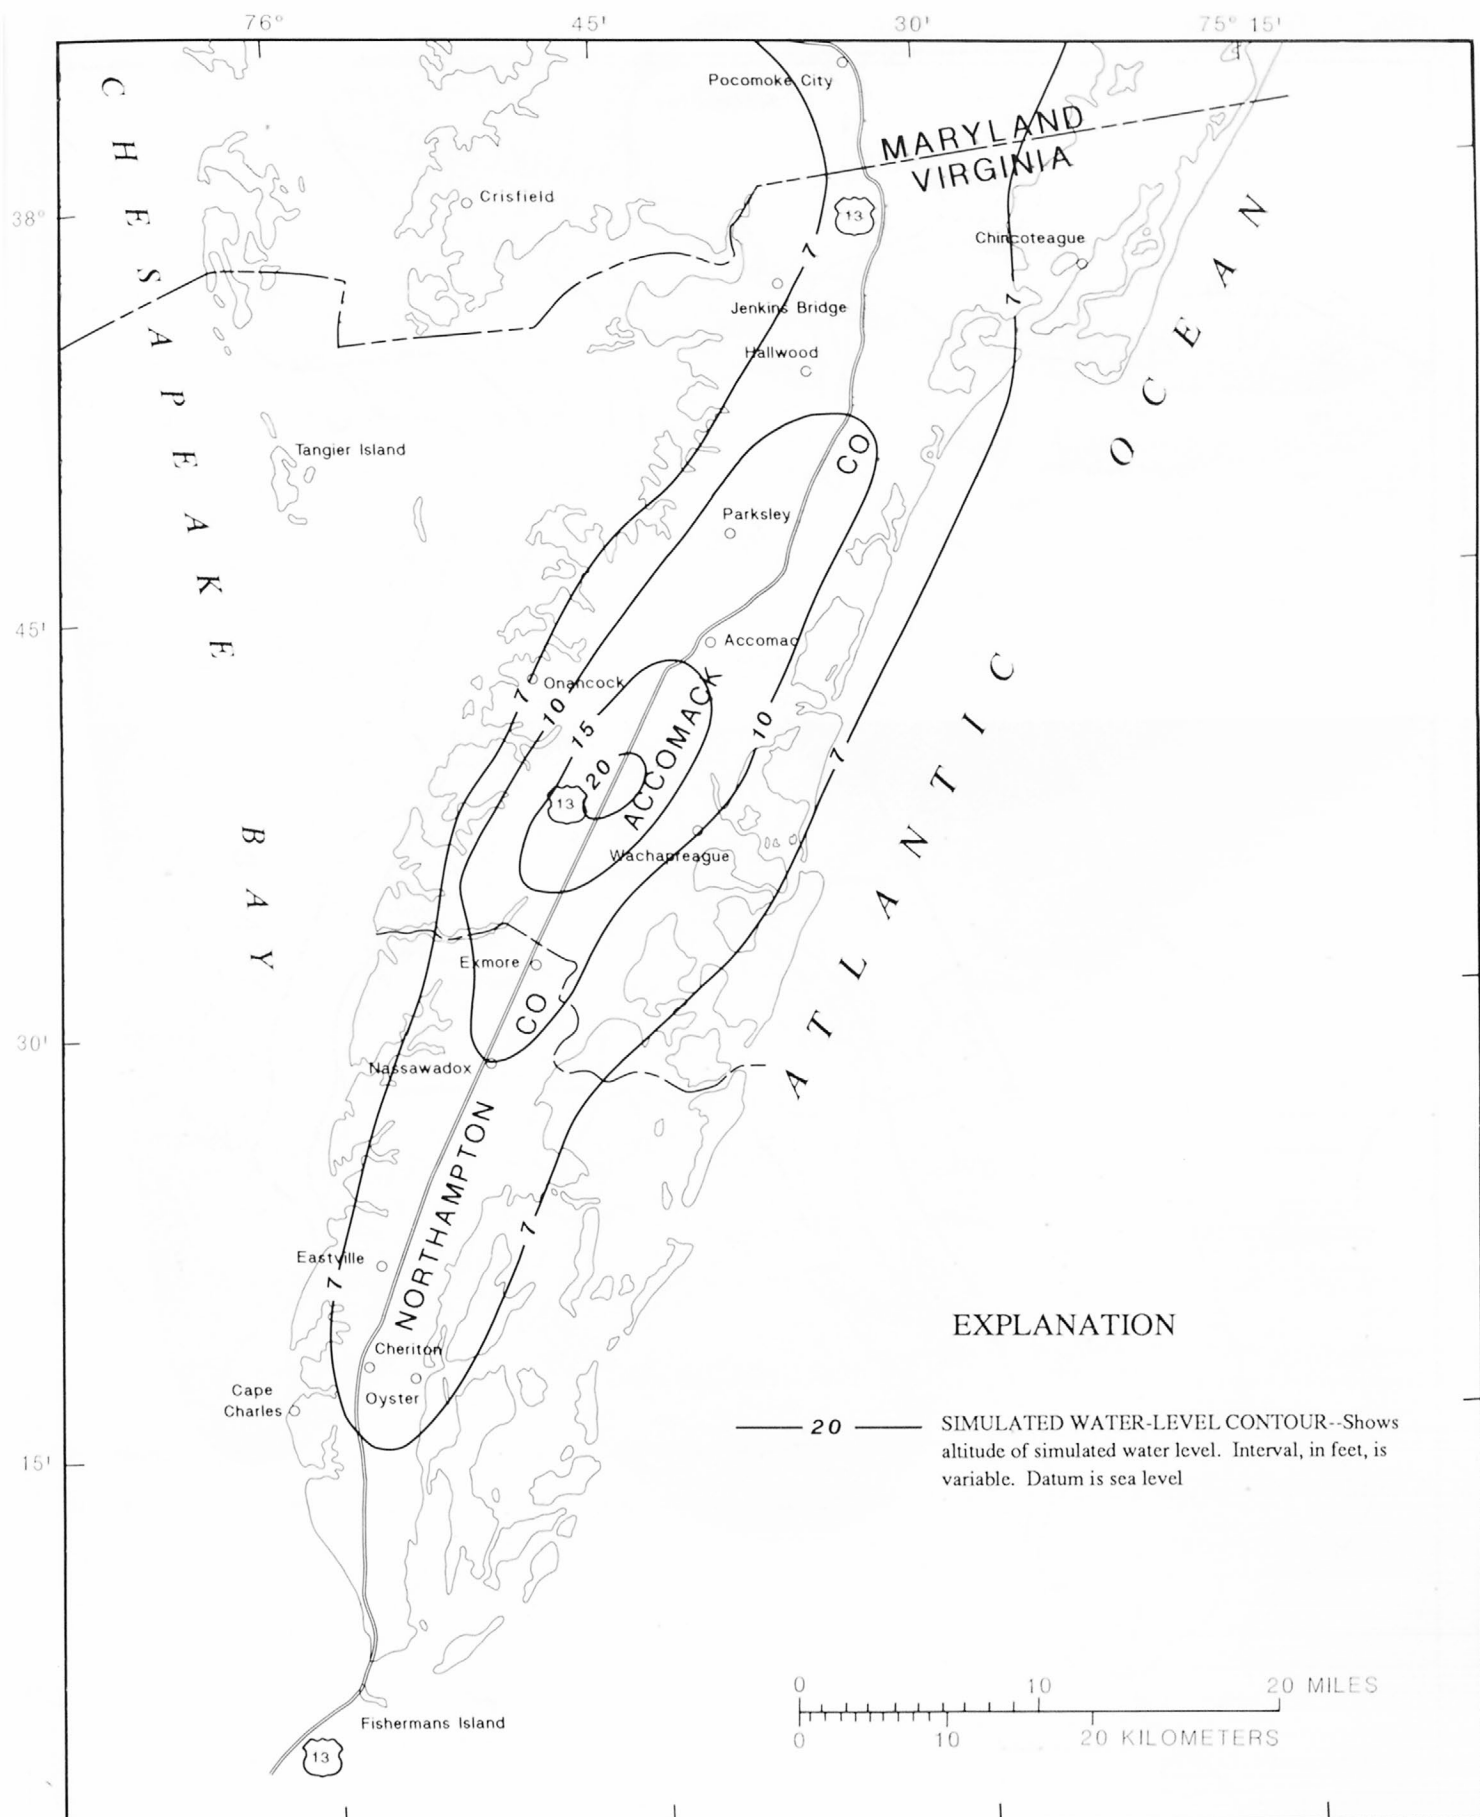 76° 45' 30' 75° 15'
Pocomoke City
MARYLAND
VIRGINIA
Crisfield
38°
13
7
Chincoteague
7
Jenkins Bridge
Hallwood
CHESAPEAKE BAY
ATLANTIC OCEAN
Tangier Island
CO
Parksley
45'
Accomac
Onancock
7
10
15
20
13
ACCOMACK
10
7
Wachapreague
Exmore
CO
30'
Nassawadox
NORTHAMPTON
7
Eastville
7
Cheriton
Cape
Charles
Oyster
15'
EXPLANATION
20
SIMULATED WATER-LEVEL CONTOUR--Shows
altitude of simulated water level. Interval, in feet, is
variable. Datum is sea level
Fishermans Island
13
0 10 20 MILES
0 10 20 KILOMETERS